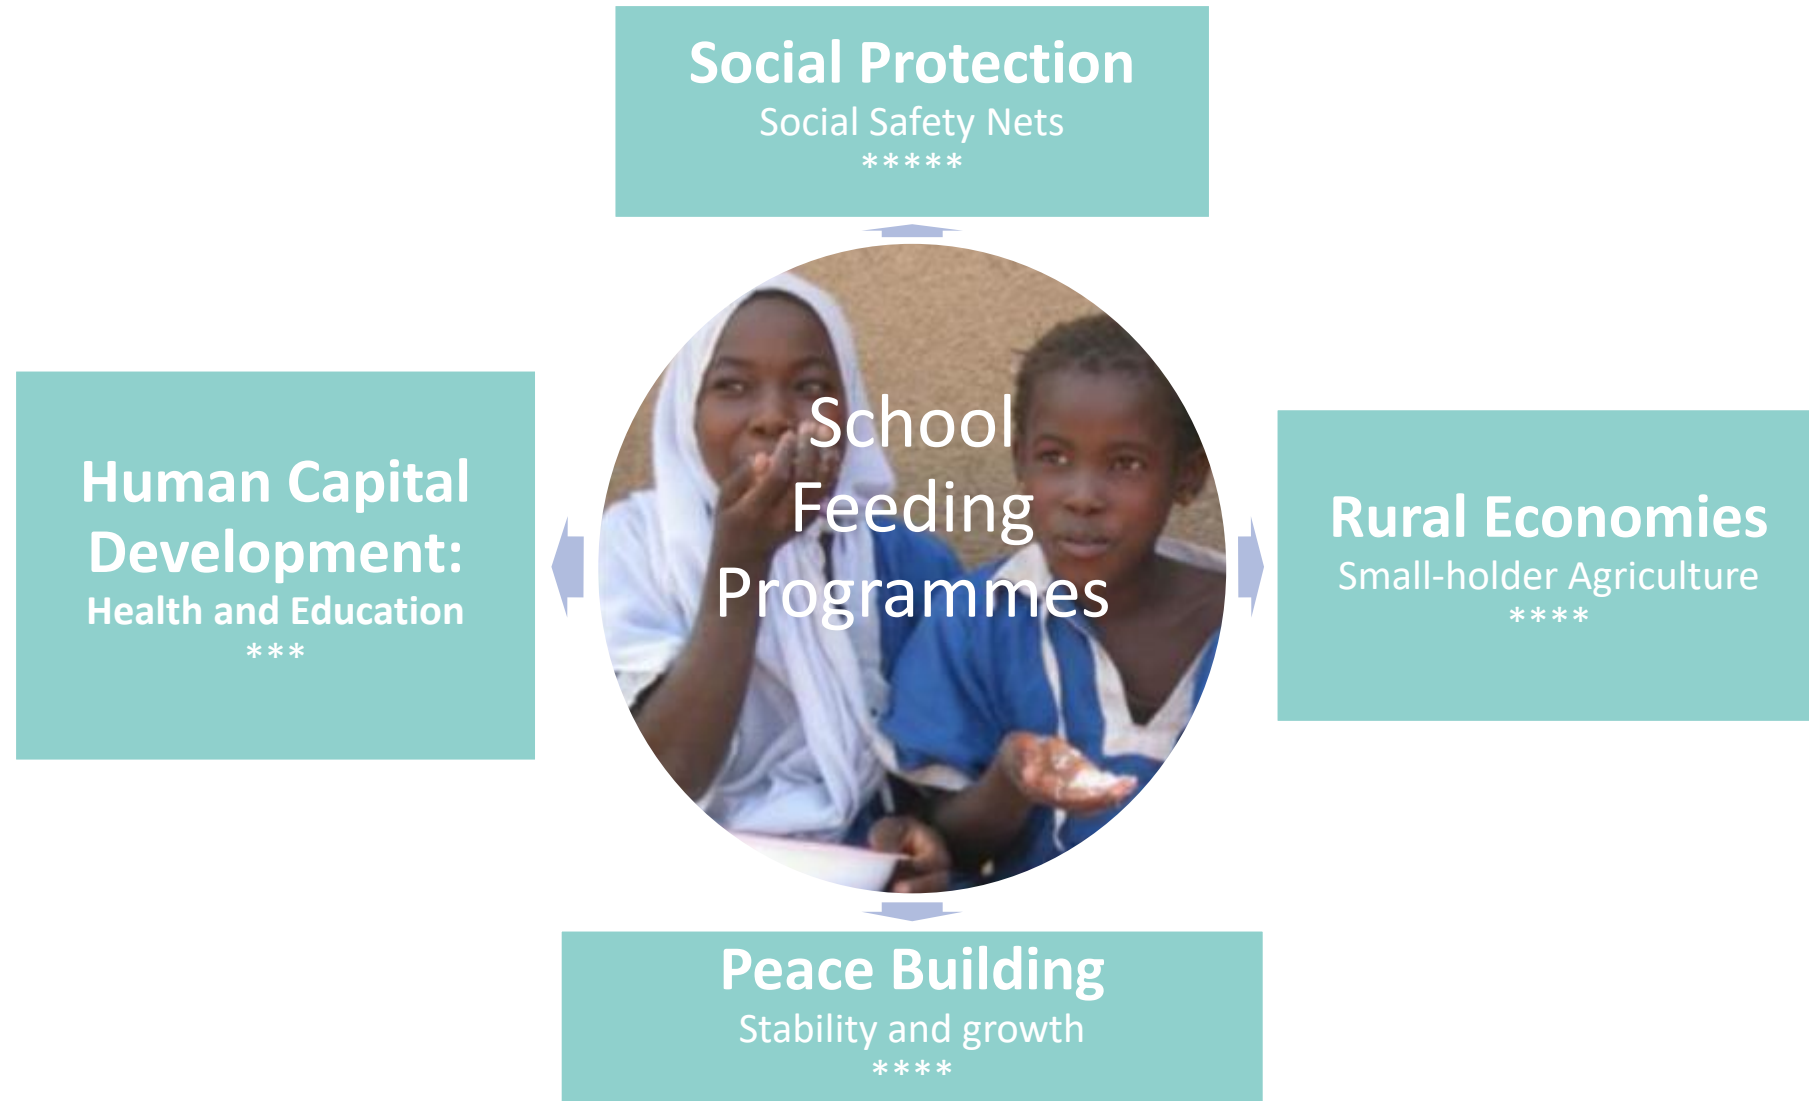 Social Protection
Social Safety Nets
*****
Human Capital
Development:
Health and Education
***
School
Feeding
Programmes
Rural Economies
Small-holder Agriculture
****
Peace Building
Stability and growth
****